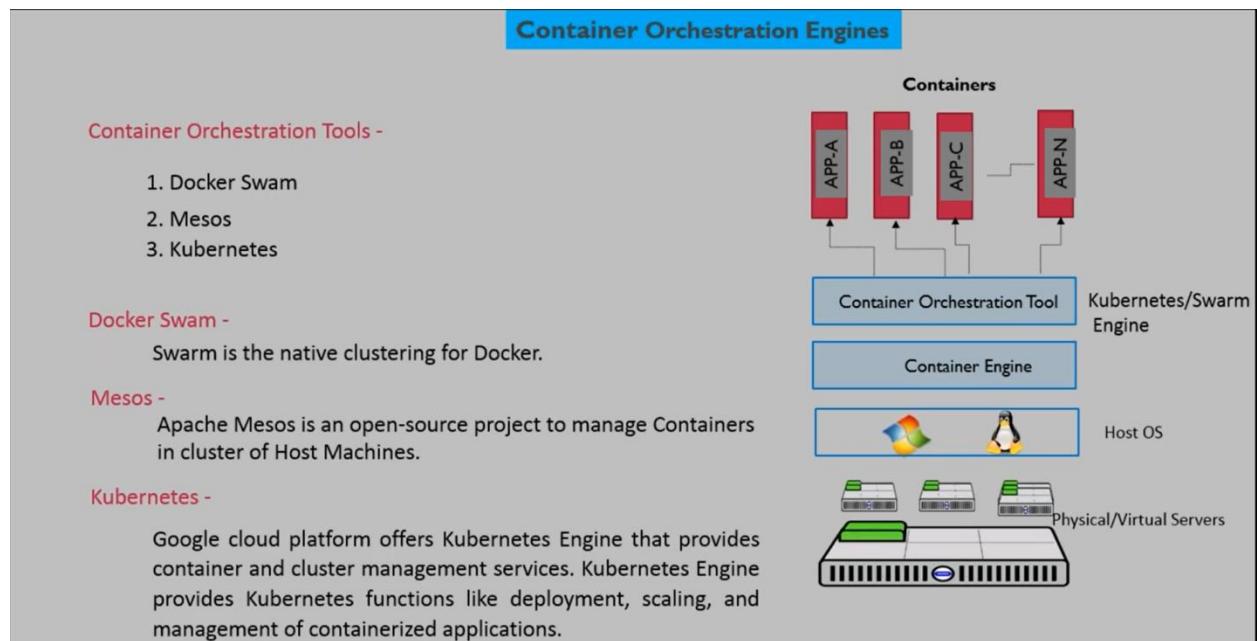 Container Orchestration Engines
Container Orchestration Tools -
1. Docker Swam
2. Mesos
3. Kubernetes
Docker Swam -
Swarm is the native clustering for Docker.
Mesos -
Apache Mesos is an open-source project to manage Containers
in cluster of Host Machines.
Kubernetes -
Google cloud platform offers Kubernetes Engine that provides
container and cluster management services. Kubernetes Engine
provides Kubernetes functions like deployment, scaling, and
management of containerized applications.
Containers
APP-A
APP-B
APP-C
APP-N
Container Orchestration Tool
Kubernetes/Swarm
Engine
Container Engine
Host OS
Physical/Virtual Servers